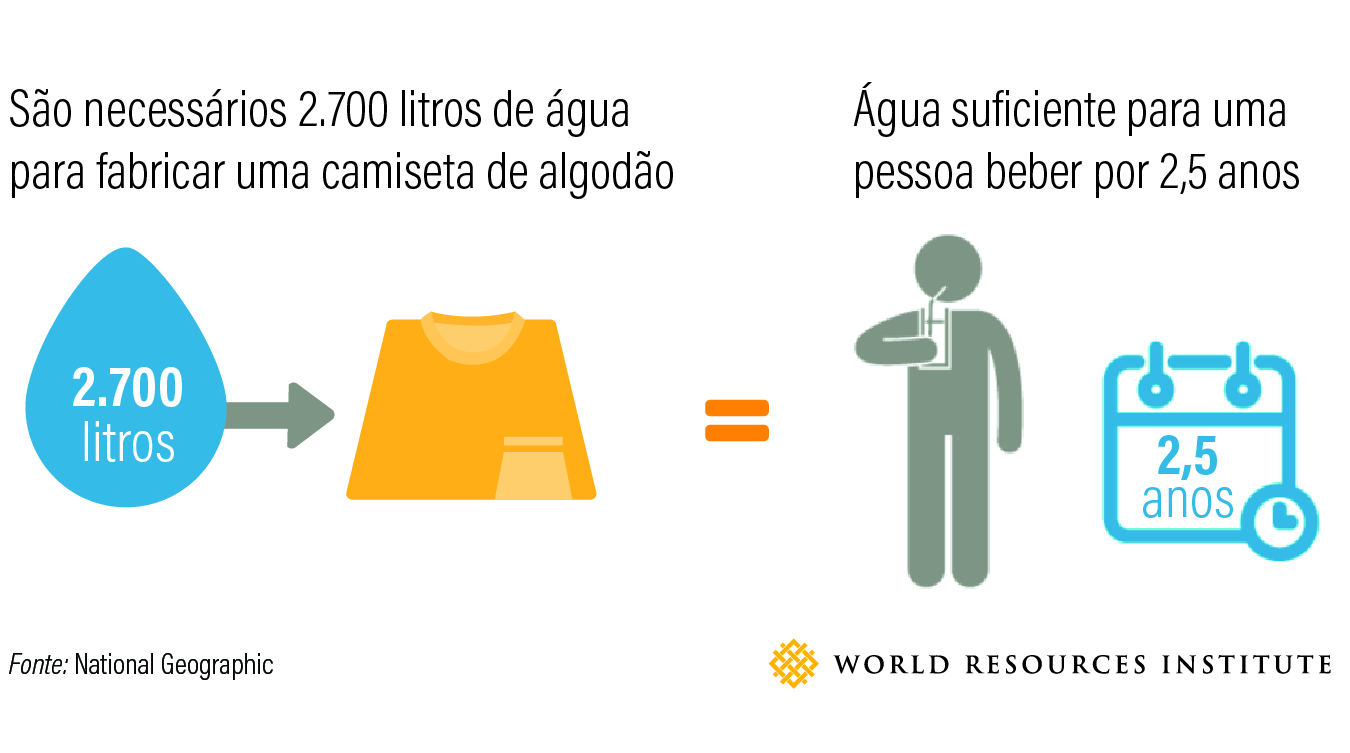 São necessários 2.700 litros de água
para fabricar uma camiseta de algodão
Água suficiente para uma
pessoa beber por 2,5 anos
2.700
litros
2,5
anos
Fonte: National Geographic
WORLD RESOURCES INSTITUTE